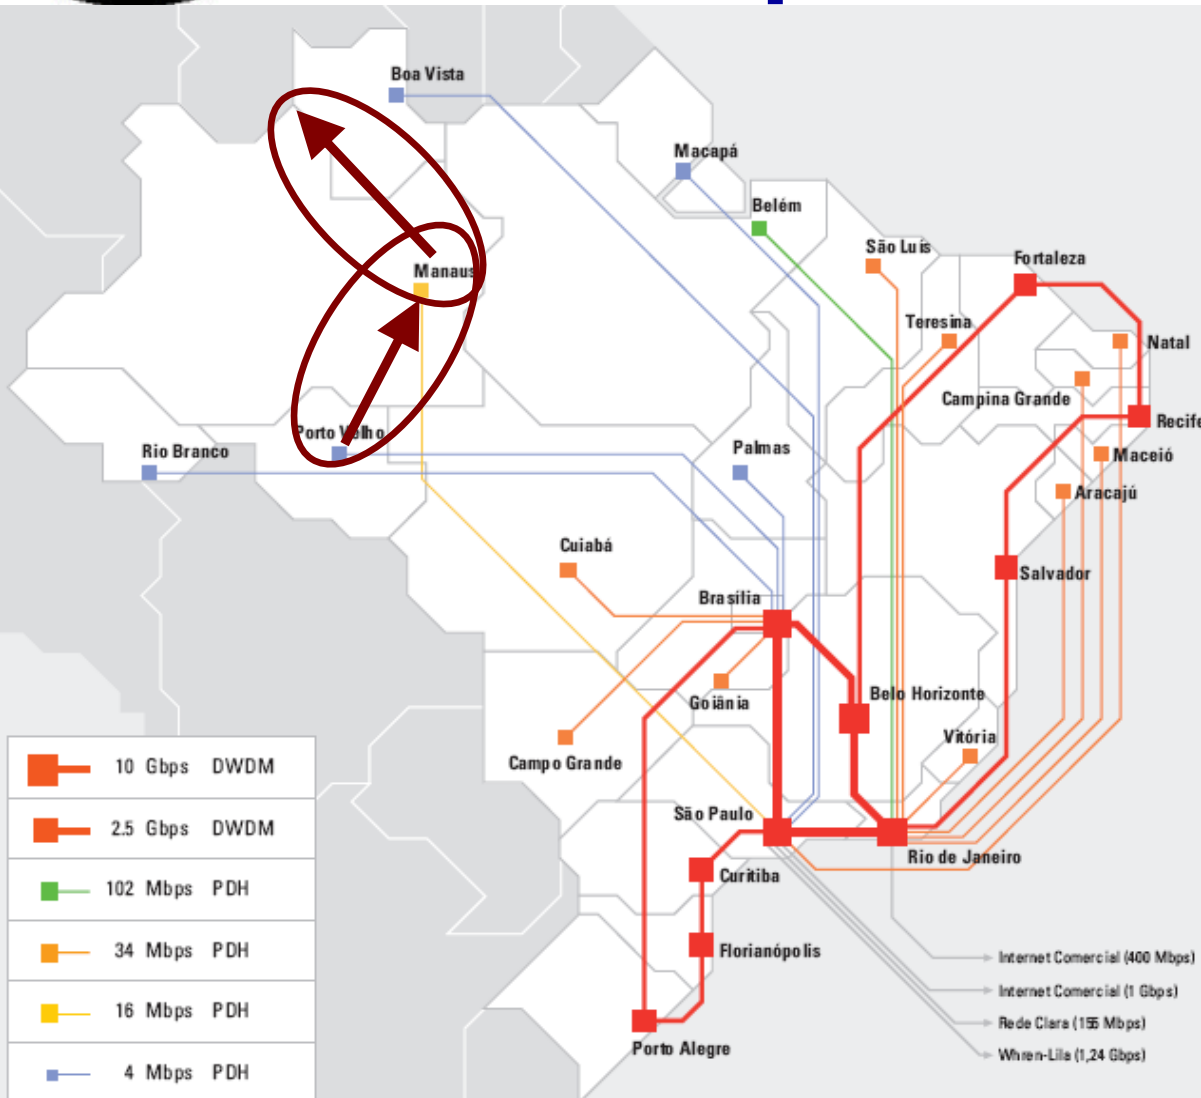 Boa Vista
Macapá
Belém
São Luís
Fortaleza
Manaus
Teresina
Natal
Campina Grande
Recife
Porto Velho
Rio Branco
Palmas
Maceió
Aracajú
Cuiabá
Salvador
Brasília
Goiânia
Belo Horizonte
Vitória
Campo Grande
São Paulo
Rio de Janeiro
Curitiba
Florianópolis
Porto Alegre
10 Gbps DWDM
2.5 Gbps DWDM
102 Mbps PDH
34 Mbps PDH
16 Mbps PDH
4 Mbps PDH
Internet Comercial (400 Mbps)
Internet Comercial (1 Gbps)
Rede Clara (155 Mbps)
Whren-Lila (1,24 Gbps)